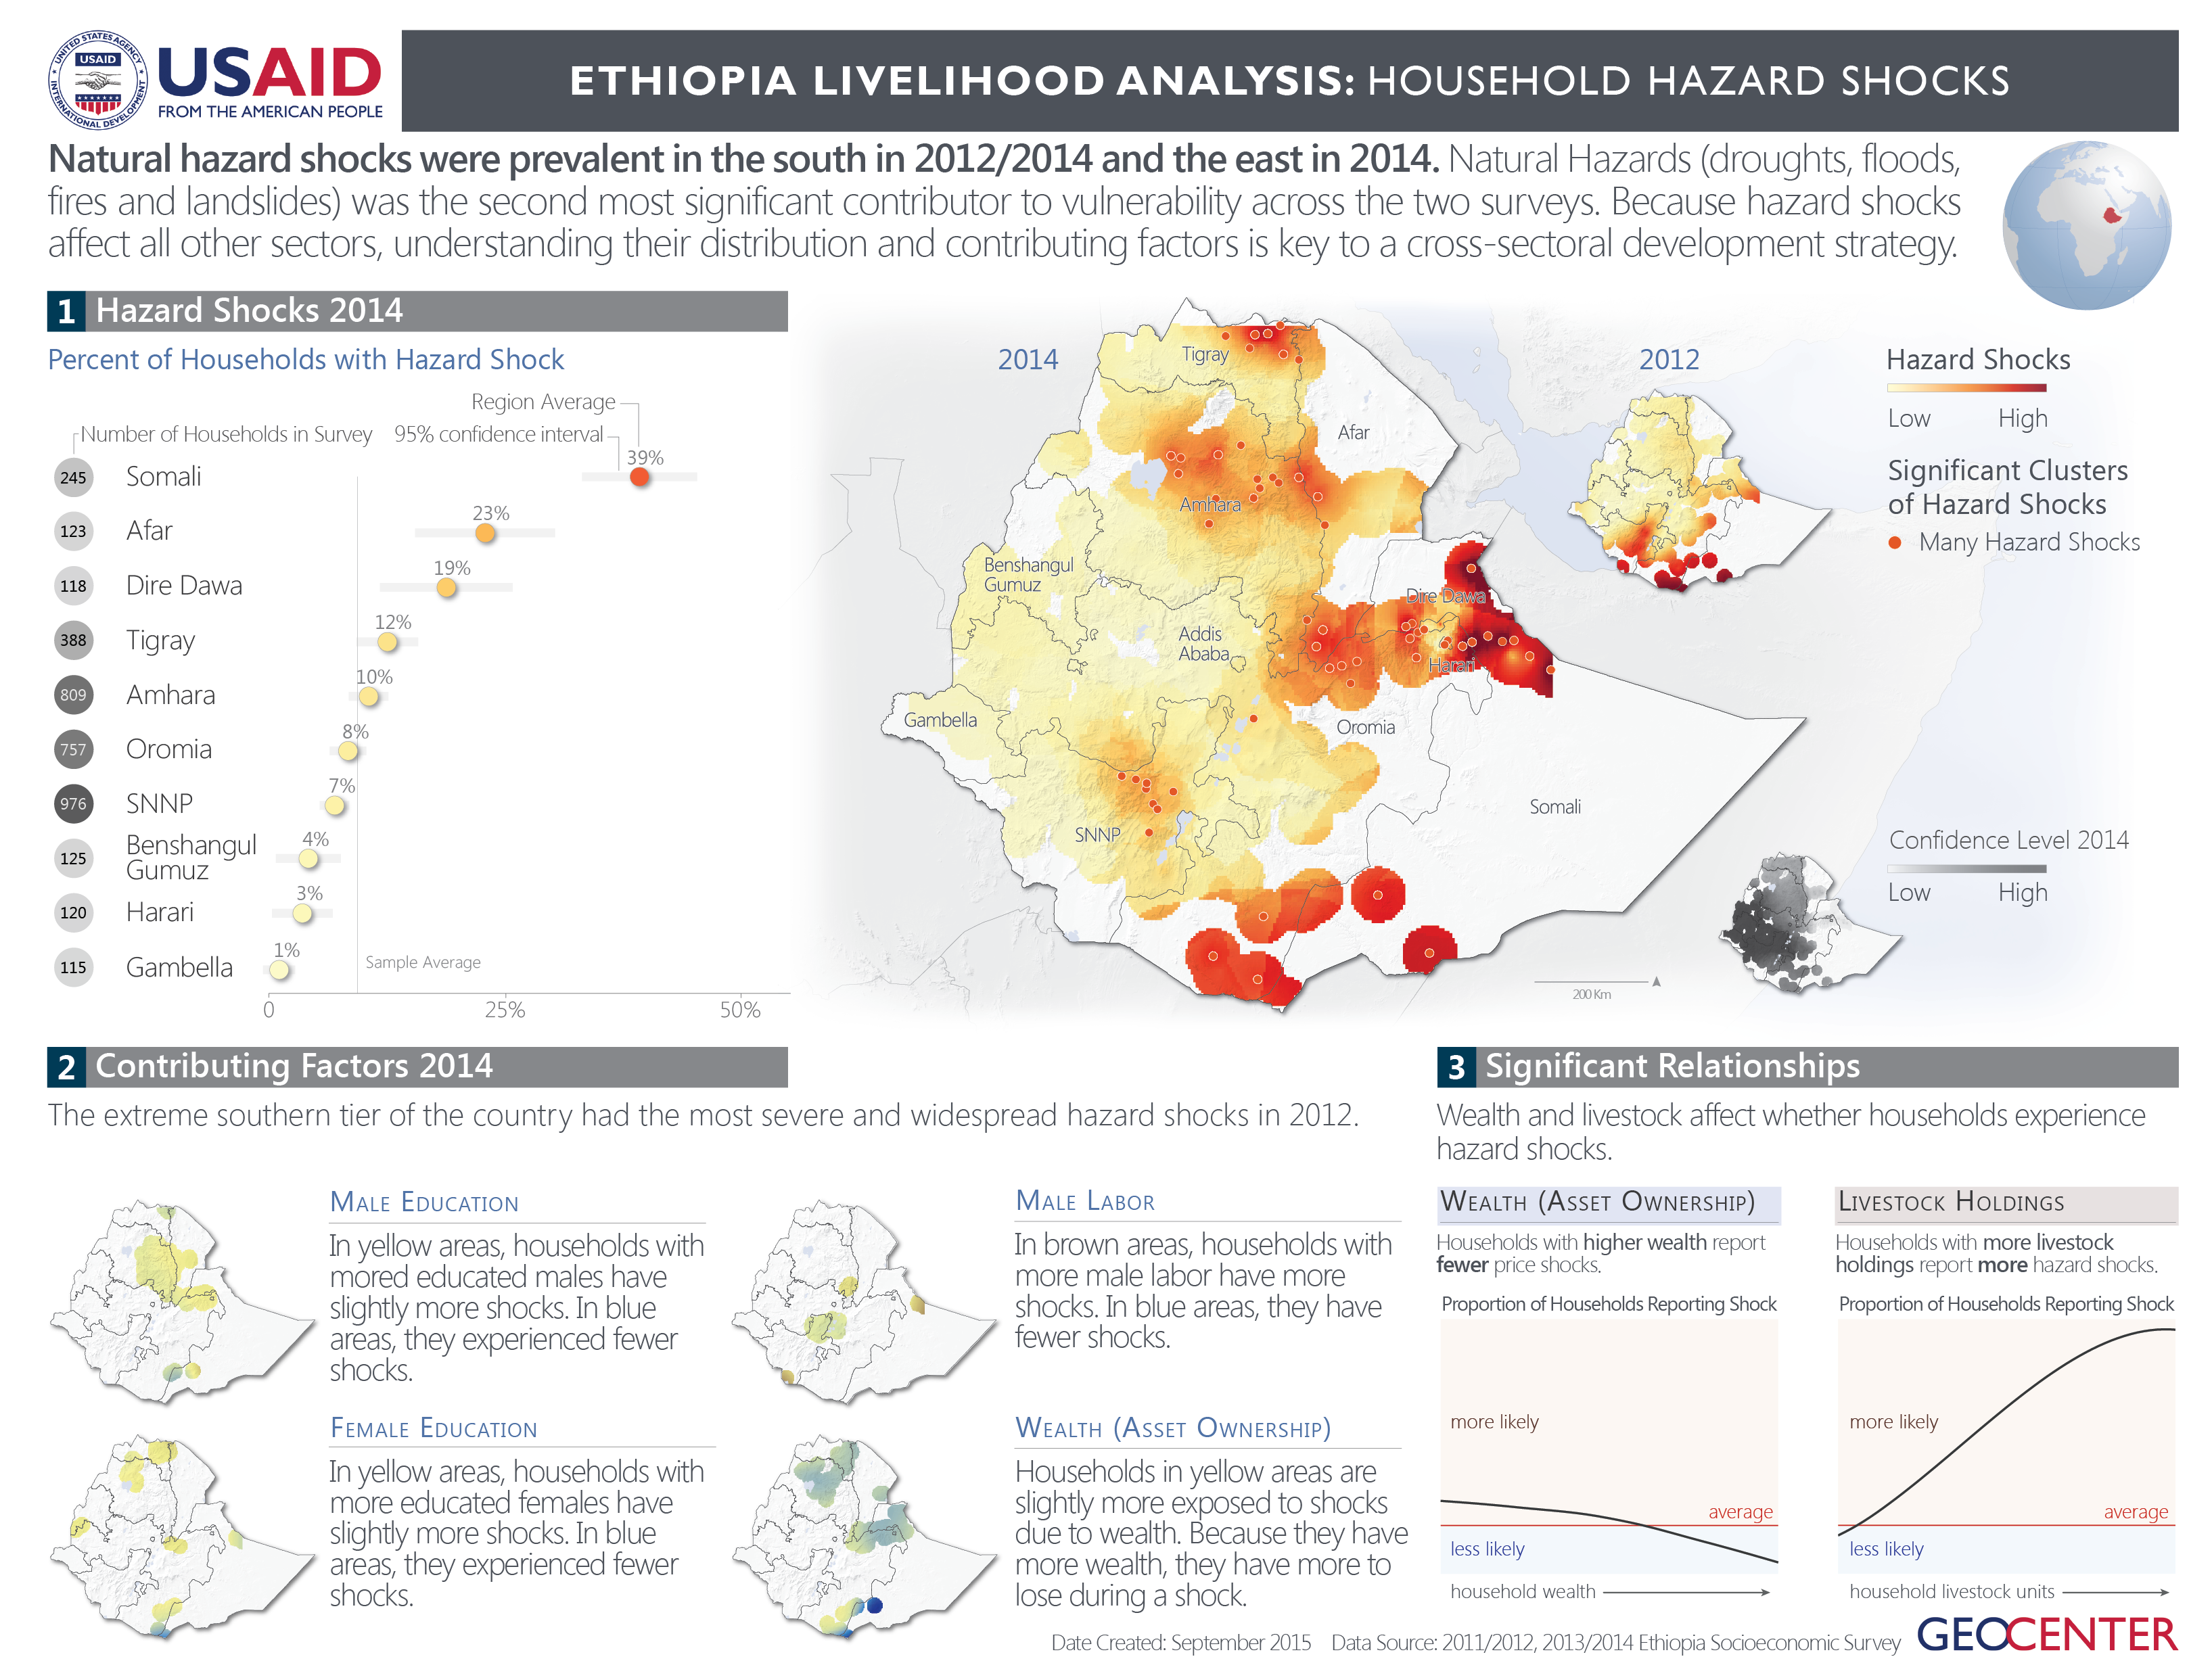 UNITED STATES AGENCY
INTERNATIONAL DEVELOPMENT
USAID
USAID
FROM THE AMERICAN PEOPLE
ETHIOPIA LIVELIHOOD ANALYSIS: HOUSEHOLD HAZARD SHOCKS
Natural hazard shocks were prevalent in the south in 2012/2014 and the east in 2014. Natural Hazards (droughts, floods,
fires and landslides) was the second most significant contributor to vulnerability across the two surveys. Because hazard shocks
affect all other sectors, understanding their distribution and contributing factors is key to a cross-sectoral development strategy.
1 Hazard Shocks 2014
Percent of Households with Hazard Shock
Region Average
Number of Households in Survey
95% confidence interval
39%
245 Somali
23%
123 Afar
19%
118 Dire Dawa
12%
388 Tigray
10%
809 Amhara
8%
757 Oromia
7%
976 SNNP
4%
125 Benshangul
Gumuz
3%
120 Harari
1%
115 Gambella
Sample Average
0 25% 50%
2014
Tigray
Afar
Amhara
Benshangul
Gumuz
Dire Dawa
Addis
Ababa
Harari
Gambella
Oromia
Somali
SNNP
200 Km
2012
Hazard Shocks
Low High
Significant Clusters
of Hazard Shocks
Many Hazard Shocks
Confidence Level 2014
Low High
2 Contributing Factors 2014
The extreme southern tier of the country had the most severe and widespread hazard shocks in 2012.
MALE EDUCATION
In yellow areas, households with
mored educated males have
slightly more shocks. In blue
areas, they experienced fewer
shocks.
MALE LABOR
In brown areas, households with
more male labor have more
shocks. In blue areas, they have
fewer shocks.
FEMALE EDUCATION
In yellow areas, households with
more educated females have
slightly more shocks. In blue
areas, they experienced fewer
shocks.
WEALTH (ASSET OWNERSHIP)
Households in yellow areas are
slightly more exposed to shocks
due to wealth. Because they have
more wealth, they have more to
lose during a shock.
3 Significant Relationships
Wealth and livestock affect whether households experience
hazard shocks.
WEALTH (ASSET OWNERSHIP)
Households with higher wealth report
fewer price shocks.
Proportion of Households Reporting Shock
more likely
average
less likely
household wealth
LIVESTOCK HOLDINGS
Households with more livestock
holdings report more hazard shocks.
Proportion of Households Reporting Shock
more likely
average
less likely
household livestock units
Date Created: September 2015 Data Source: 2011/2012, 2013/2014 Ethiopia Socioeconomic Survey
GEOCENTER